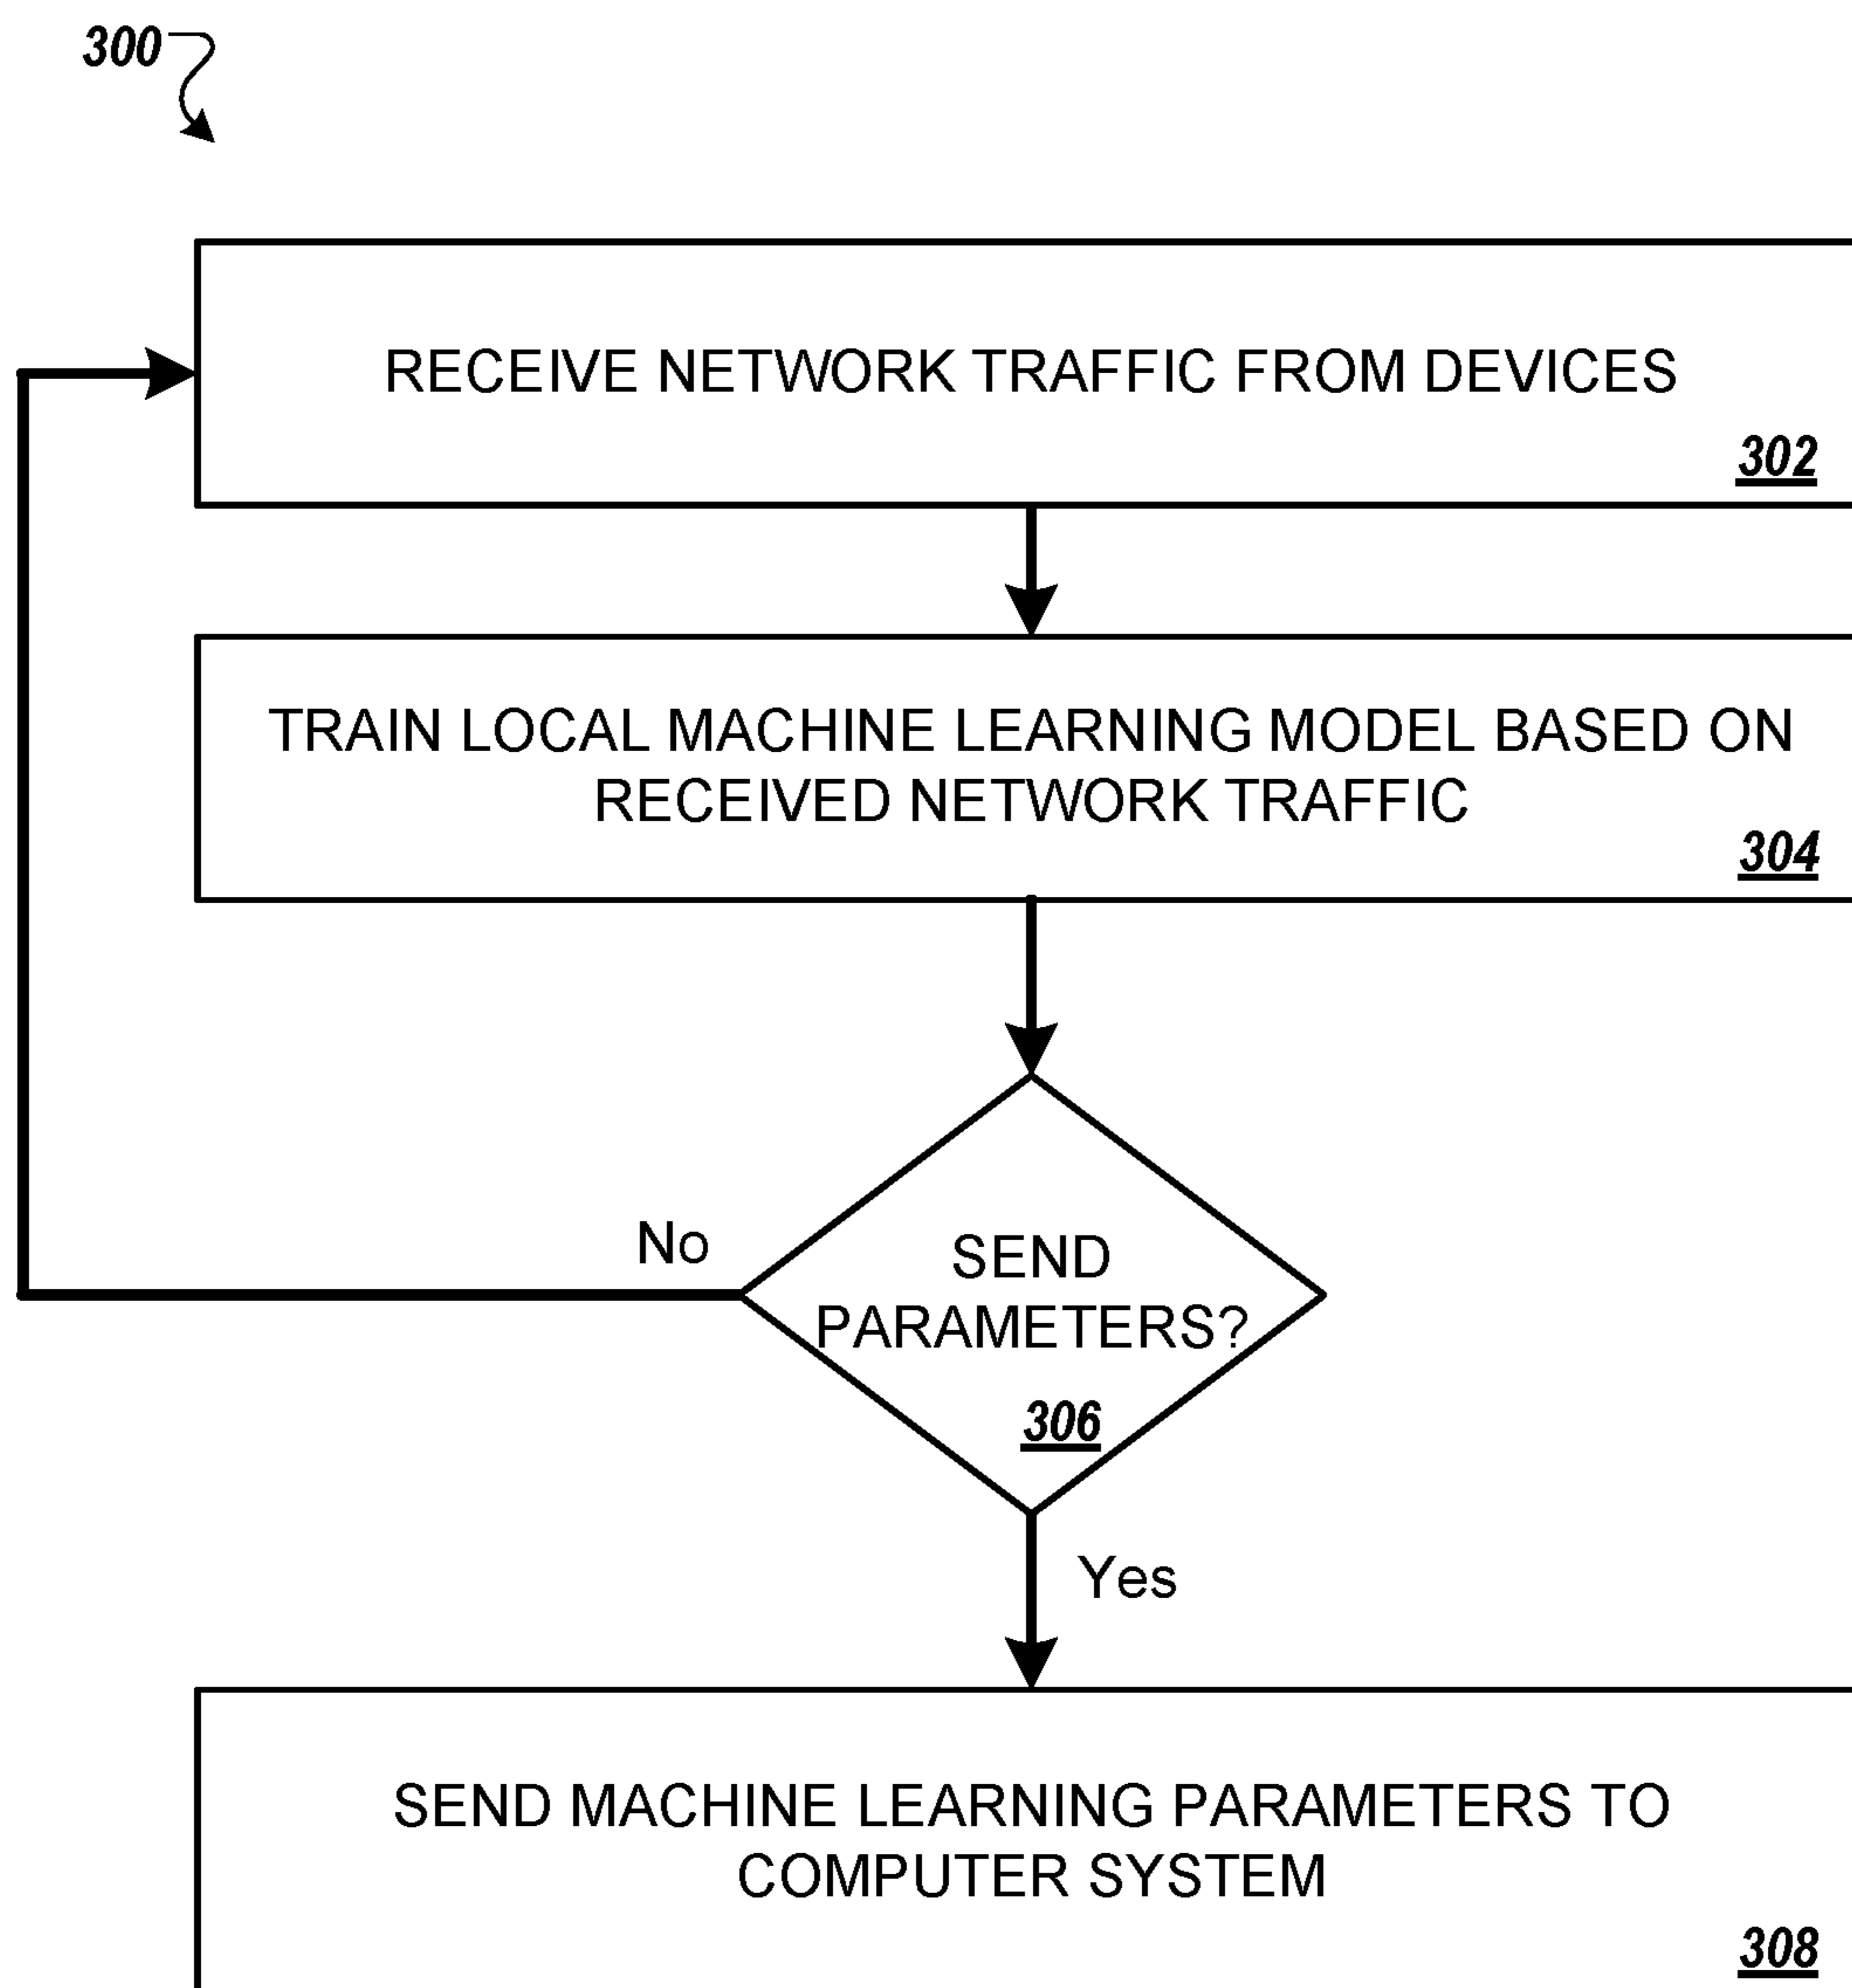 300
RECEIVE NETWORK TRAFFIC FROM DEVICES
302
TRAIN LOCAL MACHINE LEARNING MODEL BASED ON
RECEIVED NETWORK TRAFFIC
304
No
SEND
PARAMETERS?
306
Yes
SEND MACHINE LEARNING PARAMETERS TO
COMPUTER SYSTEM
308